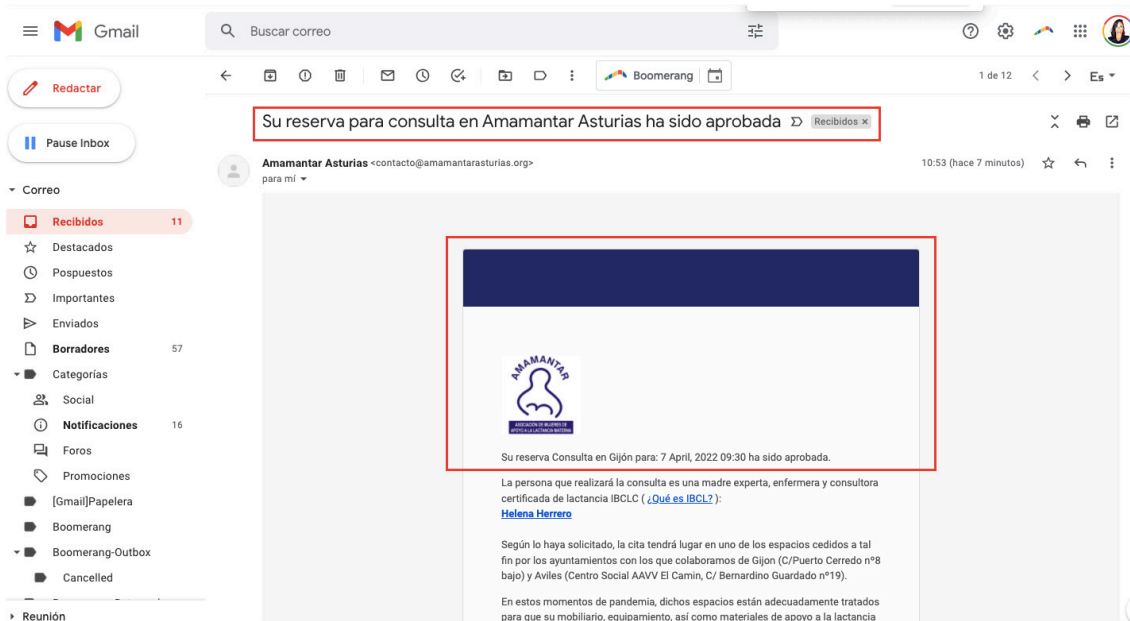 Gmail
Buscar correo
Redactar
Boomerang
1 de 12
Es
Su reserva para consulta en Amamantar Asturias ha sido aprobada
Recibidos ×
Pause Inbox
Amamantar Asturias <contacto@amamantarasturias.org>
10:53 (hace 7 minutos)
para mí
Correo
Recibidos 11
Destacados
Pospuestos
Importantes
Enviados
Borradores 57
Categorías
Social
Notificaciones 16
Foros
Promociones
[Gmail]Papelera
Boomerang
Boomerang-Outbox
Cancelled
Reunión
AMAMANTAR
ASOCIACION DE MUJERES DE
APOYO A LA LACTANCIA MATERNA
Su reserva Consulta en Gijón para: 7 April, 2022 09:30 ha sido aprobada.
La persona que realizará la consulta es una madre experta, enfermera y consultora
certificada de lactancia IBCLC ( ¿Qué es IBCL? ):
Helena Herrero
Según lo haya solicitado, la cita tendrá lugar en uno de los espacios cedidos a tal
fin por los ayuntamientos con los que colaboramos de Gijon (C/Puerto Cerredo nº8
bajo) y Aviles (Centro Social AAVV El Camin, C/ Bernardino Guardado nº19).
En estos momentos de pandemia, dichos espacios están adecuadamente tratados
para que su mobiliario, equipamiento, así como materiales de apoyo a la lactancia